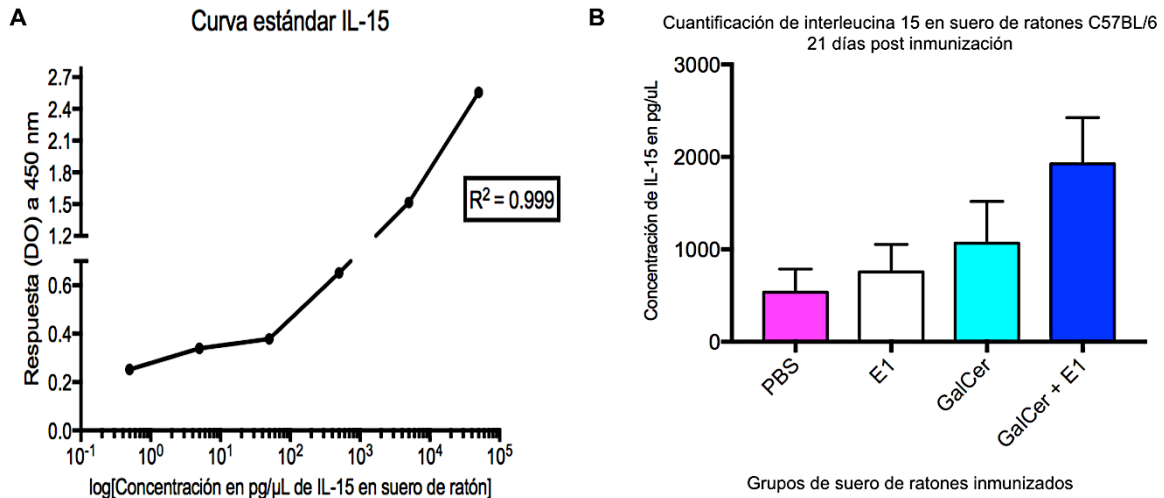 A
Curva estándar IL-15
Respuesta (DO) a 450 nm
2.7
2.4
2.1
1.8
1.5
1.2
0.6
0.4
0.2
0.0
R² = 0.999
10⁻¹ 10⁰ 10¹ 10² 10³ 10⁴ 10⁵
log[Concentración en pg/µL de IL-15 en suero de ratón]
B
Cuantificación de interleucina 15 en suero de ratones C57BL/6
21 días post inmunización
Concentración de IL-15 en pg/uL
3000
2000
1000
0
PBS
E1
GalCer
GalCer + E1
Grupos de suero de ratones inmunizados